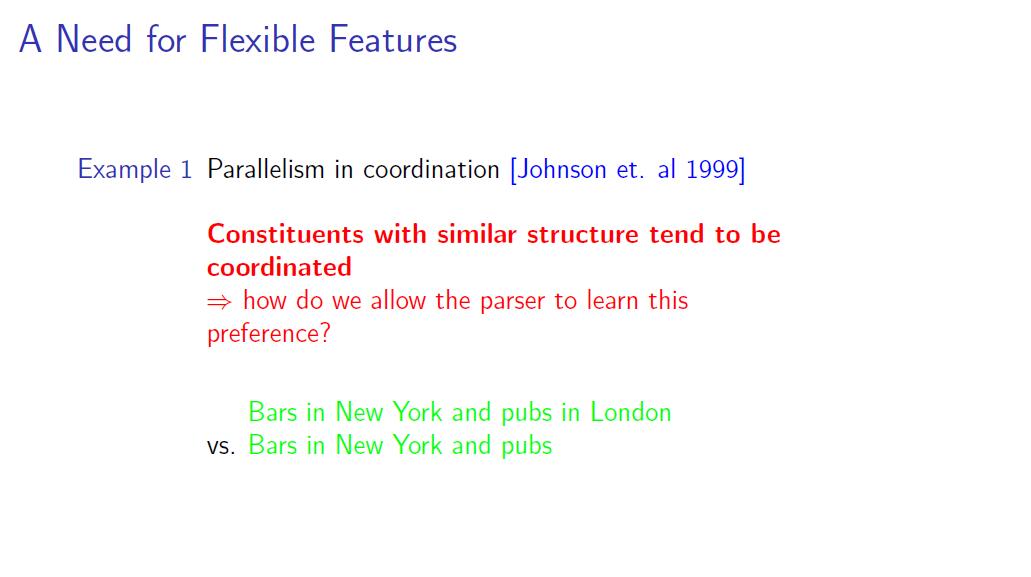 A Need for Flexible Features
Example 1 Parallelism in coordination [Johnson et. al 1999]
Constituents with similar structure tend to be
coordinated
⇒ how do we allow the parser to learn this
preference?
Bars in New York and pubs in London
vs. Bars in New York and pubs